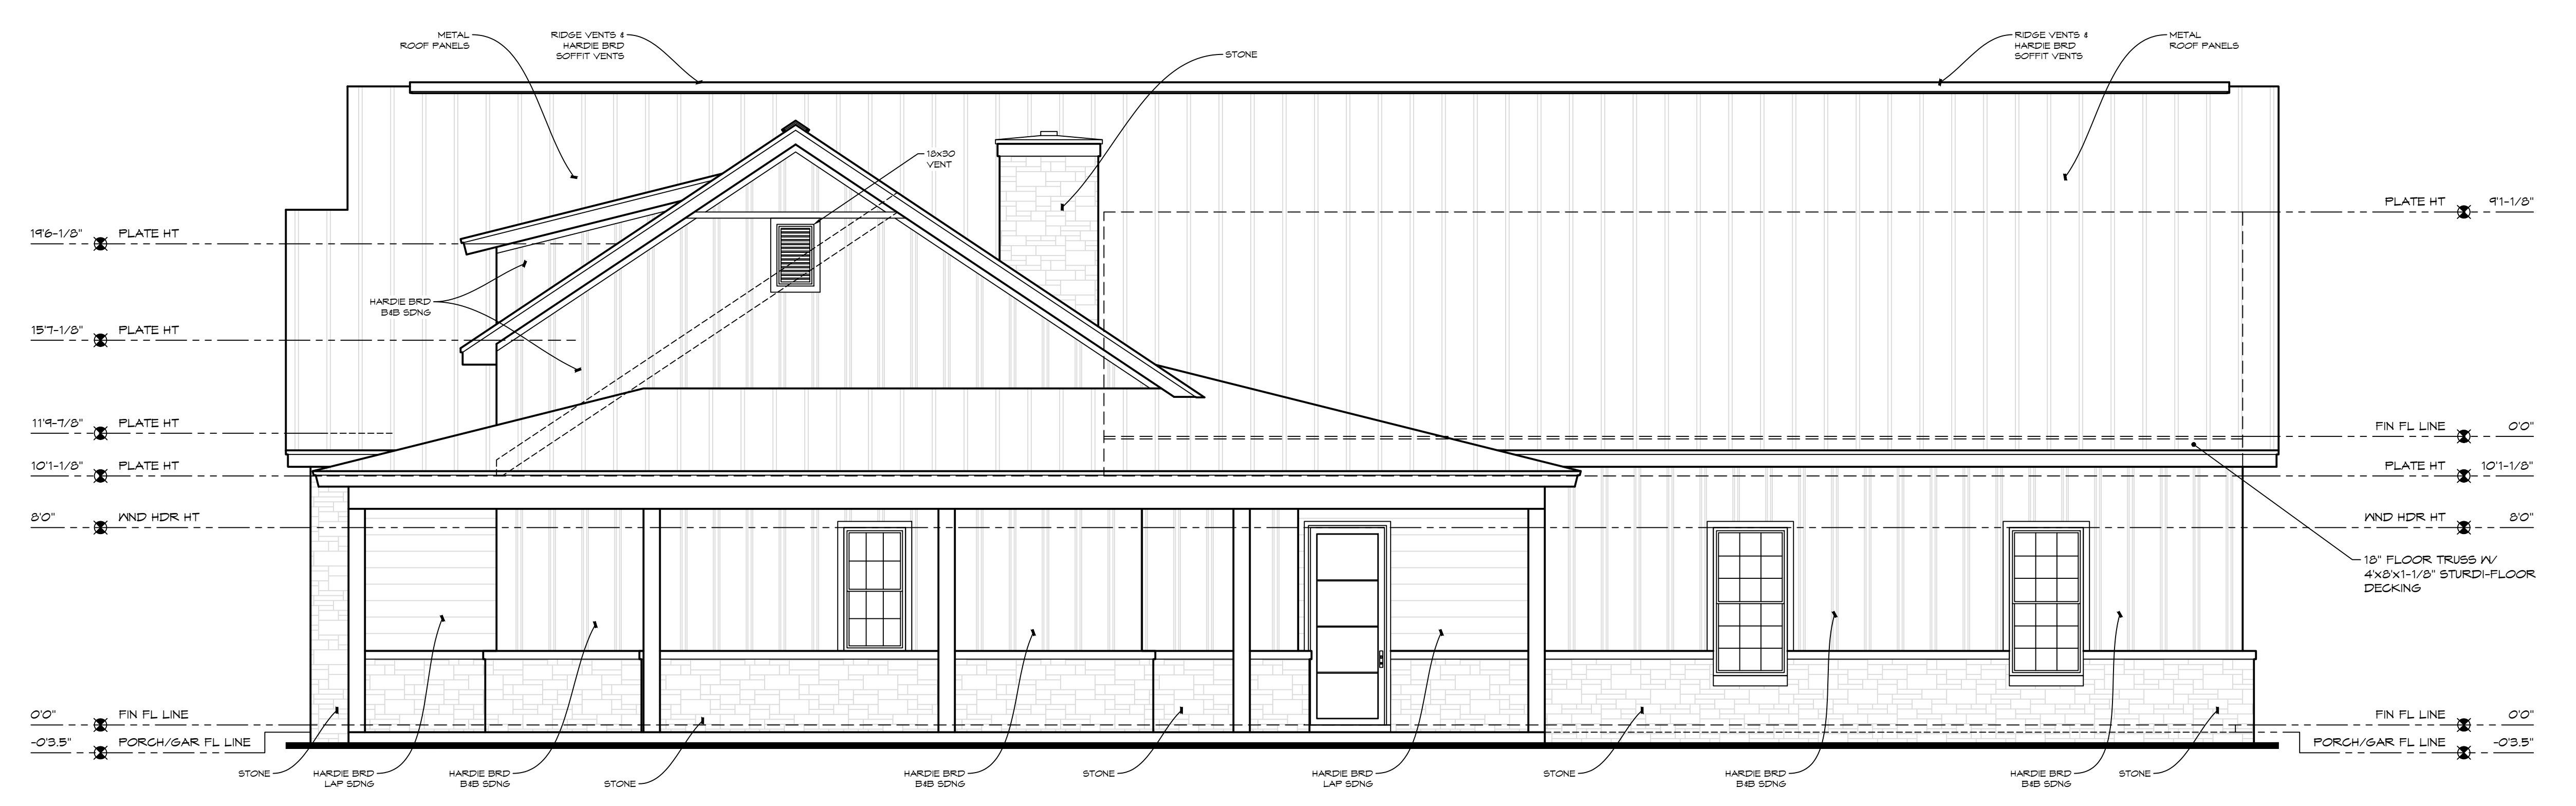 METAL
ROOF PANELS
RIDGE VENTS &
HARDIE BRD
SOFFIT VENTS
STONE
RIDGE VENTS &
HARDIE BRD
SOFFIT VENTS
METAL
ROOF PANELS
18x30
VENT
PLATE HT 9'1-1/8"
19'6-1/8" PLATE HT
HARDIE BRD
B&B SDNG
15'7-1/8" PLATE HT
11'9-7/8" PLATE HT
FIN FL LINE 0'0"
10'1-1/8" PLATE HT
PLATE HT 10'1-1/8"
8'0" WND HDR HT
WND HDR HT 8'0"
18" FLOOR TRUSS W/
4'x8'x1-1/8" STURDI-FLOOR
DECKING
0'0" FIN FL LINE
FIN FL LINE 0'0"
-0'3.5" PORCH/GAR FL LINE
PORCH/GAR FL LINE -0'3.5"
STONE
HARDIE BRD
LAP SDNG
HARDIE BRD
B&B SDNG
STONE
HARDIE BRD
B&B SDNG
STONE
HARDIE BRD
LAP SDNG
STONE
HARDIE BRD
B&B SDNG
HARDIE BRD
B&B SDNG
STONE